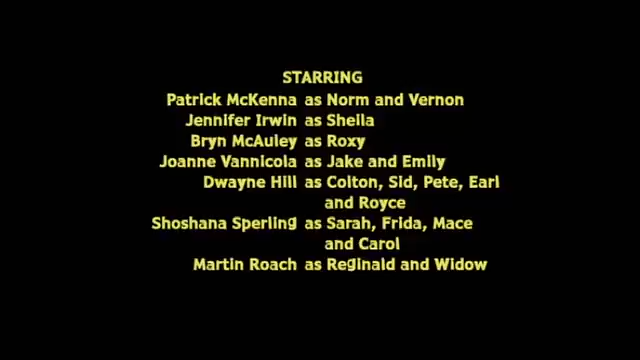 STARRING
Patrick McKenna as Norm and Vernon
Jennifer Irwin as Sheila
Bryn McAuley as Roxy
Joanne Vannicola as Jake and Emily
Dwayne Hill as Colton, Sid, Pete, Earl
and Royce
Shoshana Sperling as Sarah, Frida, Mace
and Carol
Martin Roach as Reginald and Widow